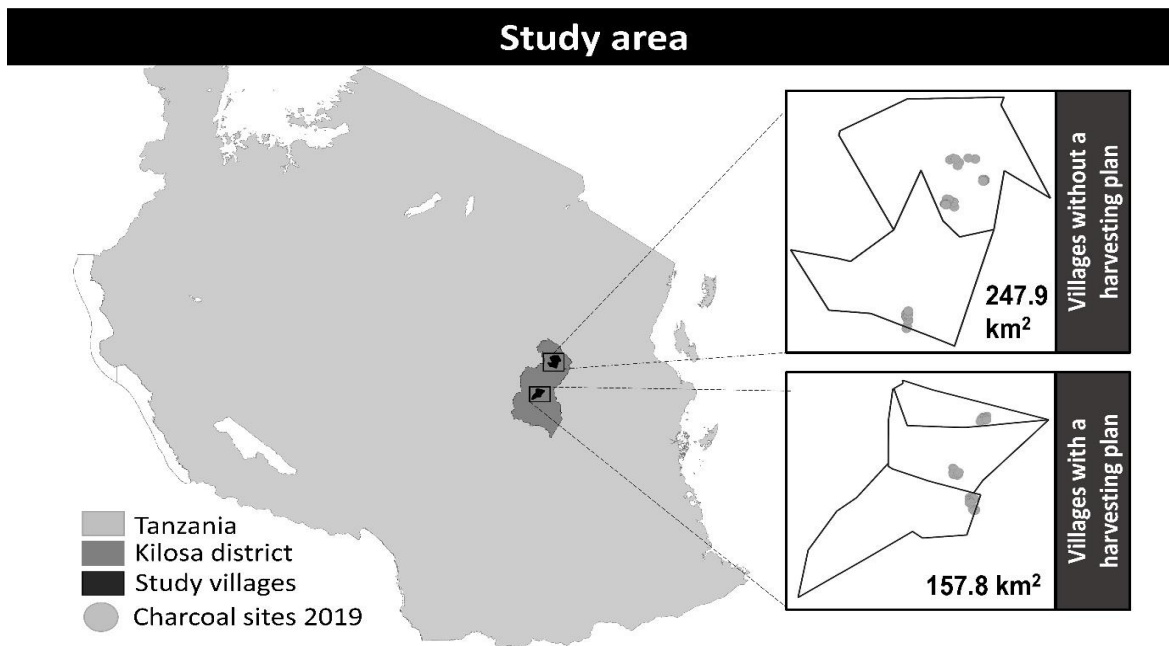 Study area
Villages without a
harvesting plan
247.9
km²
Villages with a
harvesting plan
157.8 km²
Tanzania
Kilosa district
Study villages
Charcoal sites 2019